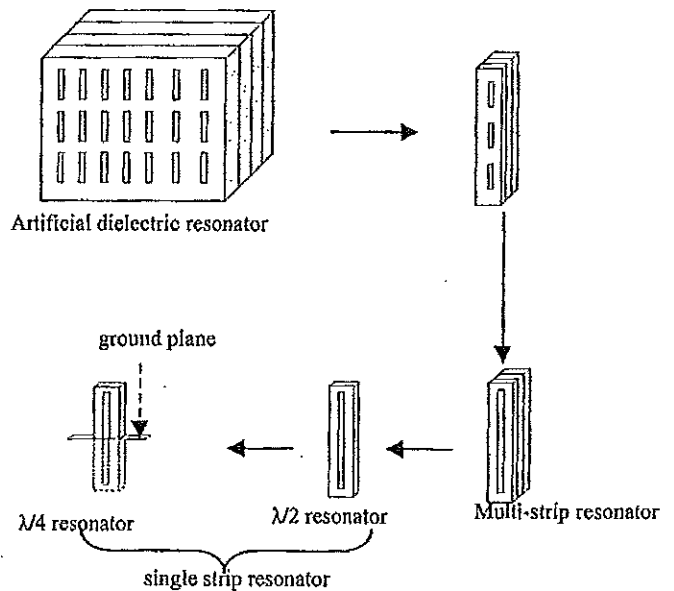 Artificial dielectric resonator
ground plane
λ/4 resonator
λ/2 resonator
Multi-strip resonator
single strip resonator